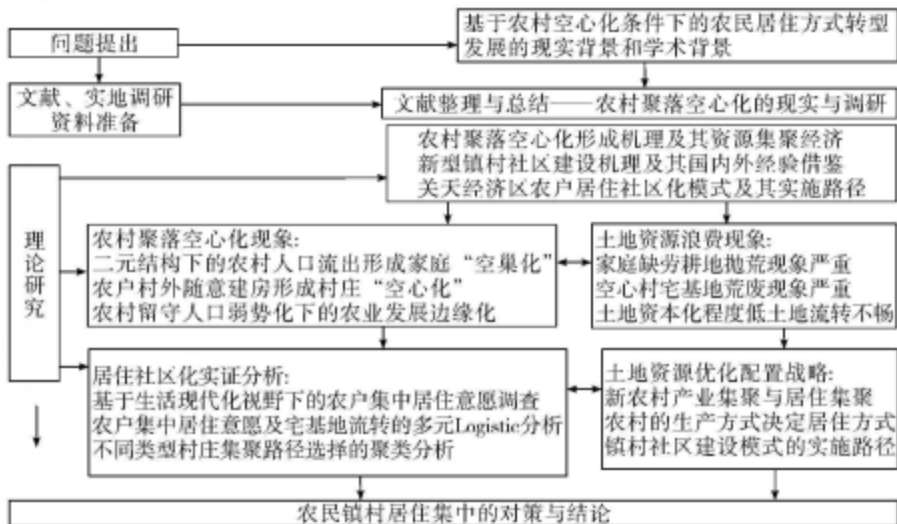 问题提出
基于农村空心化条件下的农民居住方式转型
发展的现实背景和学术背景
文献、实地调研
资料准备
文献整理与总结——农村聚落空心化的现实与调研
农村聚落空心化形成机理及其资源集聚经济
新型镇村社区建设机理及其国内外经验借鉴
关天经济区农户居住社区化模式及其实施路径
理论研究
农村聚落空心化现象:
二元结构下的农村人口流出形成家庭“空巢化”
农户村外随意建房形成村庄“空心化”
农村留守人口弱势化下的农业发展边缘化
土地资源浪费现象:
家庭缺劳耕地抛荒现象严重
空心村宅基地荒废现象严重
土地资本化程度低土地流转不畅
居住社区化实证分析:
基于生活现代化视野下的农户集中居住意愿调查
农户集中居住意愿及宅基地流转的多元Logistic分析
不同类型村庄集聚路径选择的聚类分析
土地资源优化配置战略:
新农村产业集聚与居住集聚
农村的生产方式决定居住方式
镇村社区建设模式的实施路径
农民镇村居住集中的对策与结论